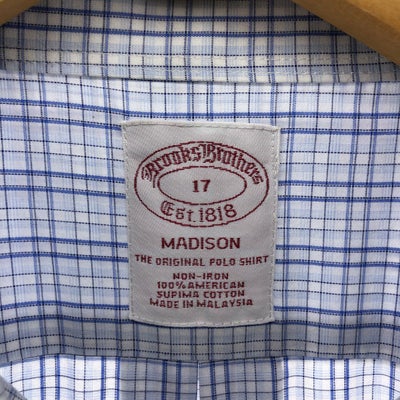 Brooks Brothers
17
Est. 1818
MADISON
THE ORIGINAL POLO SHIRT
NON-IRON
100% AMERICAN
SUPIMA COTTON
MADE IN MALAYSIA